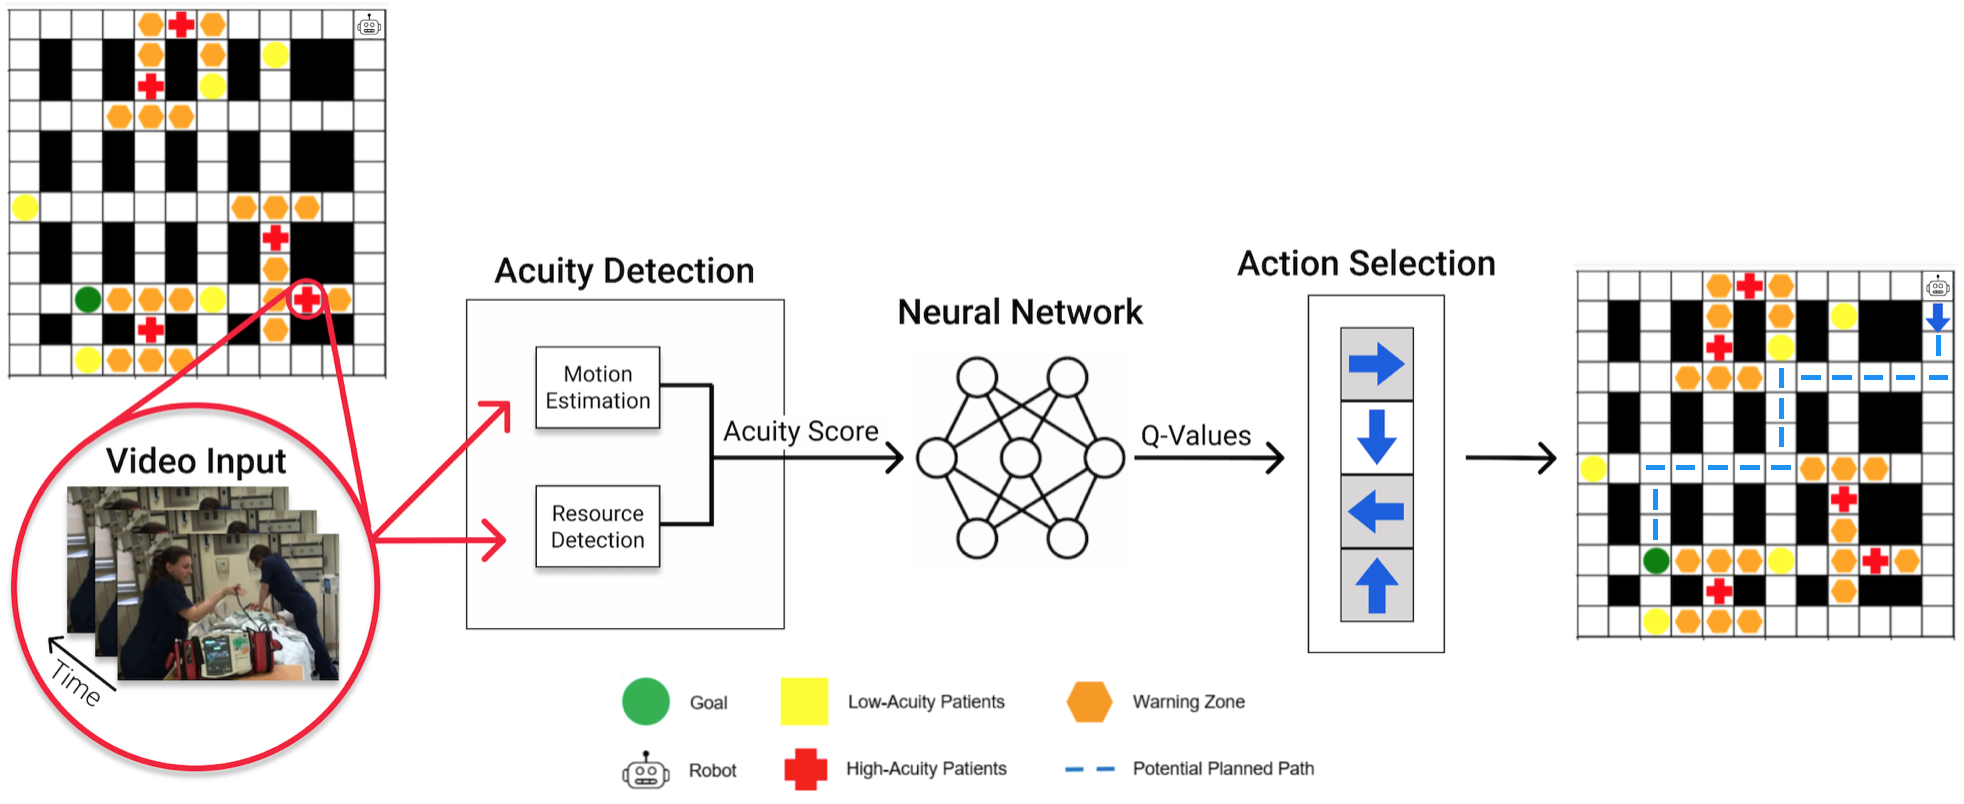 Video Input
Time
Acuity Detection
Motion
Estimation
Resource
Detection
Acuity Score
Neural Network
Q-Values
Action Selection
Goal
Low-Acuity Patients
Warning Zone
Robot
High-Acuity Patients
Potential Planned Path